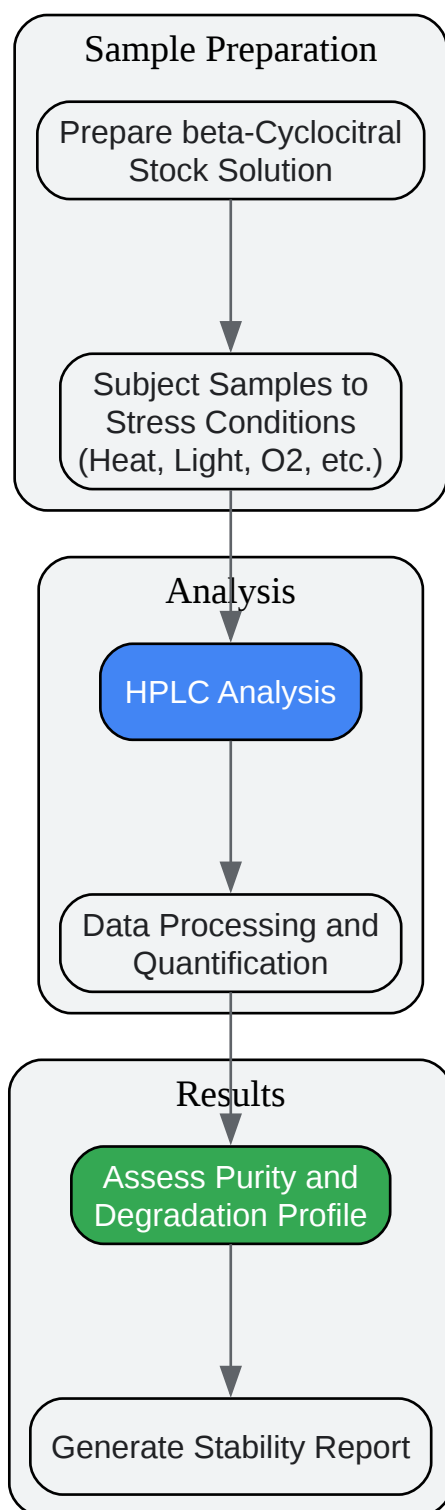 Sample Preparation
Prepare beta-Cyclocitral
Stock Solution
Subject Samples to
Stress Conditions
(Heat, Light, O2, etc.)
Analysis
HPLC Analysis
Data Processing and
Quantification
Results
Assess Purity and
Degradation Profile
Generate Stability Report